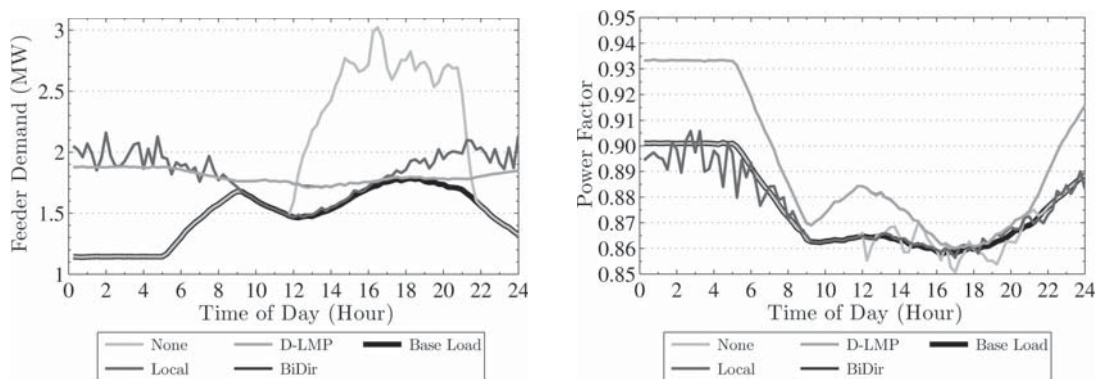 3
2.5
2
1.5
1
Feeder Demand (MW)
0 2 4 6 8 10 12 14 16 18 20 22 24
Time of Day (Hour)
None D-LMP Base Load
Local BiDir
0.95
0.94
0.93
0.92
0.91
0.90
0.89
0.88
0.87
0.86
0.85
Power Factor
0 2 4 6 8 10 12 14 16 18 20 22 24
Time of Day (Hour)
None D-LMP Base Load
Local BiDir